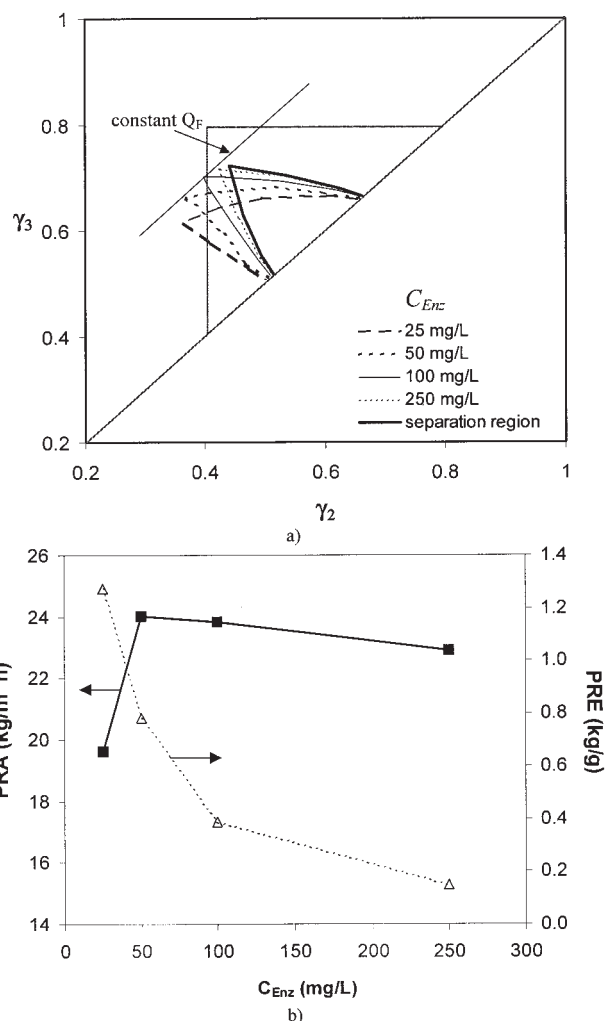 1
constant Q_F
0.8
γ3
0.6
C_Enz
25 mg/L
50 mg/L
0.4
100 mg/L
250 mg/L
separation region
0.2
0.2 0.4 0.6 0.8 1
γ2
a)
26 1.4
24 1.2
22 1.0
20 0.8
18 0.6
16 0.4
14 0.2
0.0
PRE
(kg/g)
0 50 100 150 200 250 300
C_Enz (mg/L)
b)